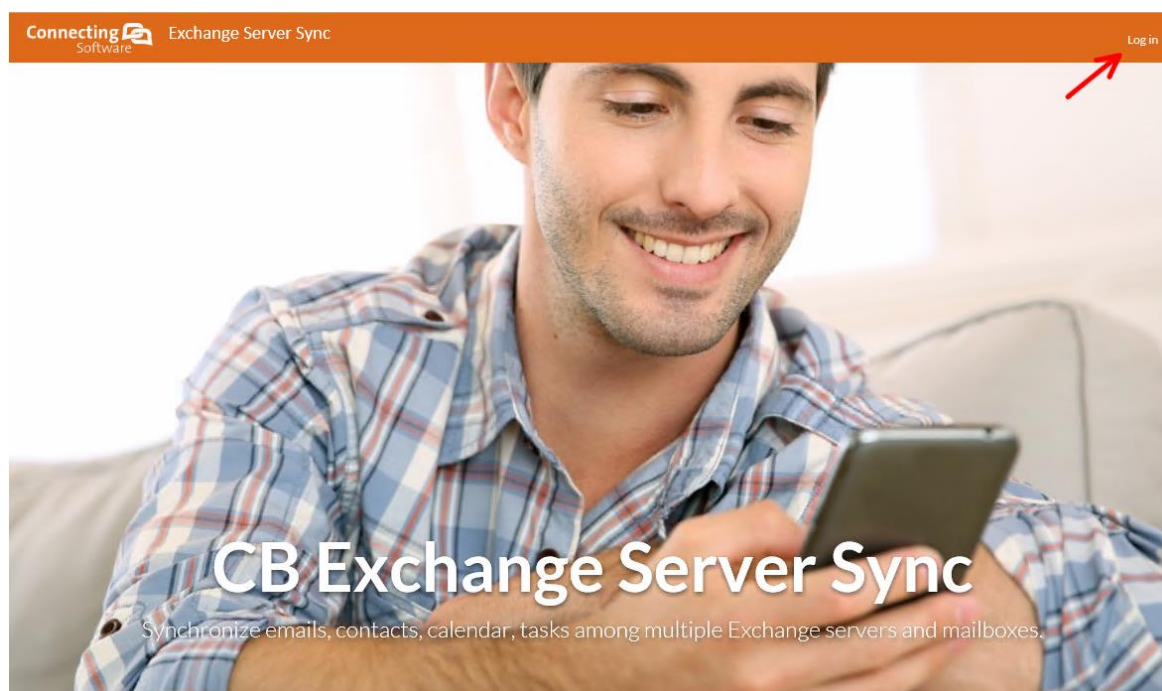 Connecting
Software
Exchange Server Sync
Log in
CB Exchange Server Sync
Synchronize emails, contacts, calendar, tasks among multiple Exchange servers and mailboxes.